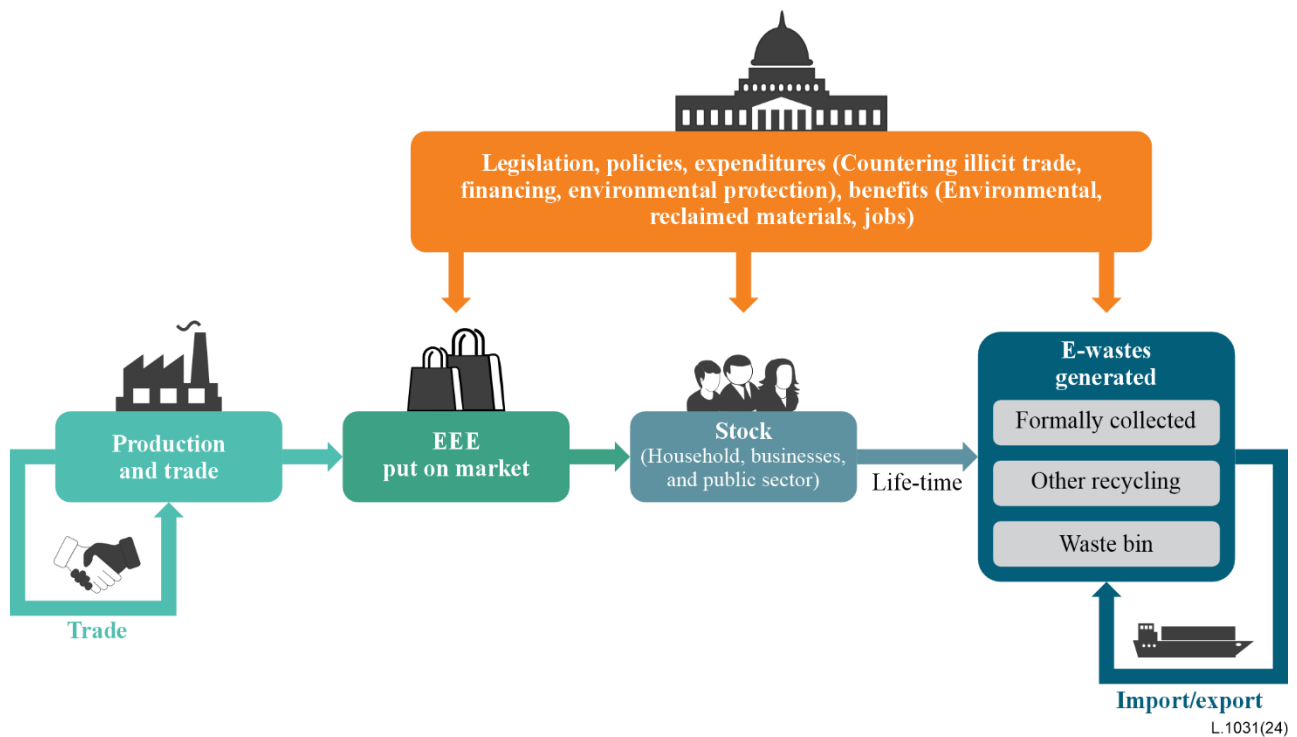 Legislation, policies, expenditures (Countering illicit trade,
financing, environmental protection), benefits (Environmental,
reclaimed materials, jobs)
Production
and trade
EEE
put on market
Stock
(Household, businesses,
and public sector)
Life-time
E-wastes
generated
Formally collected
Other recycling
Waste bin
Trade
Import/export
L.1031(24)